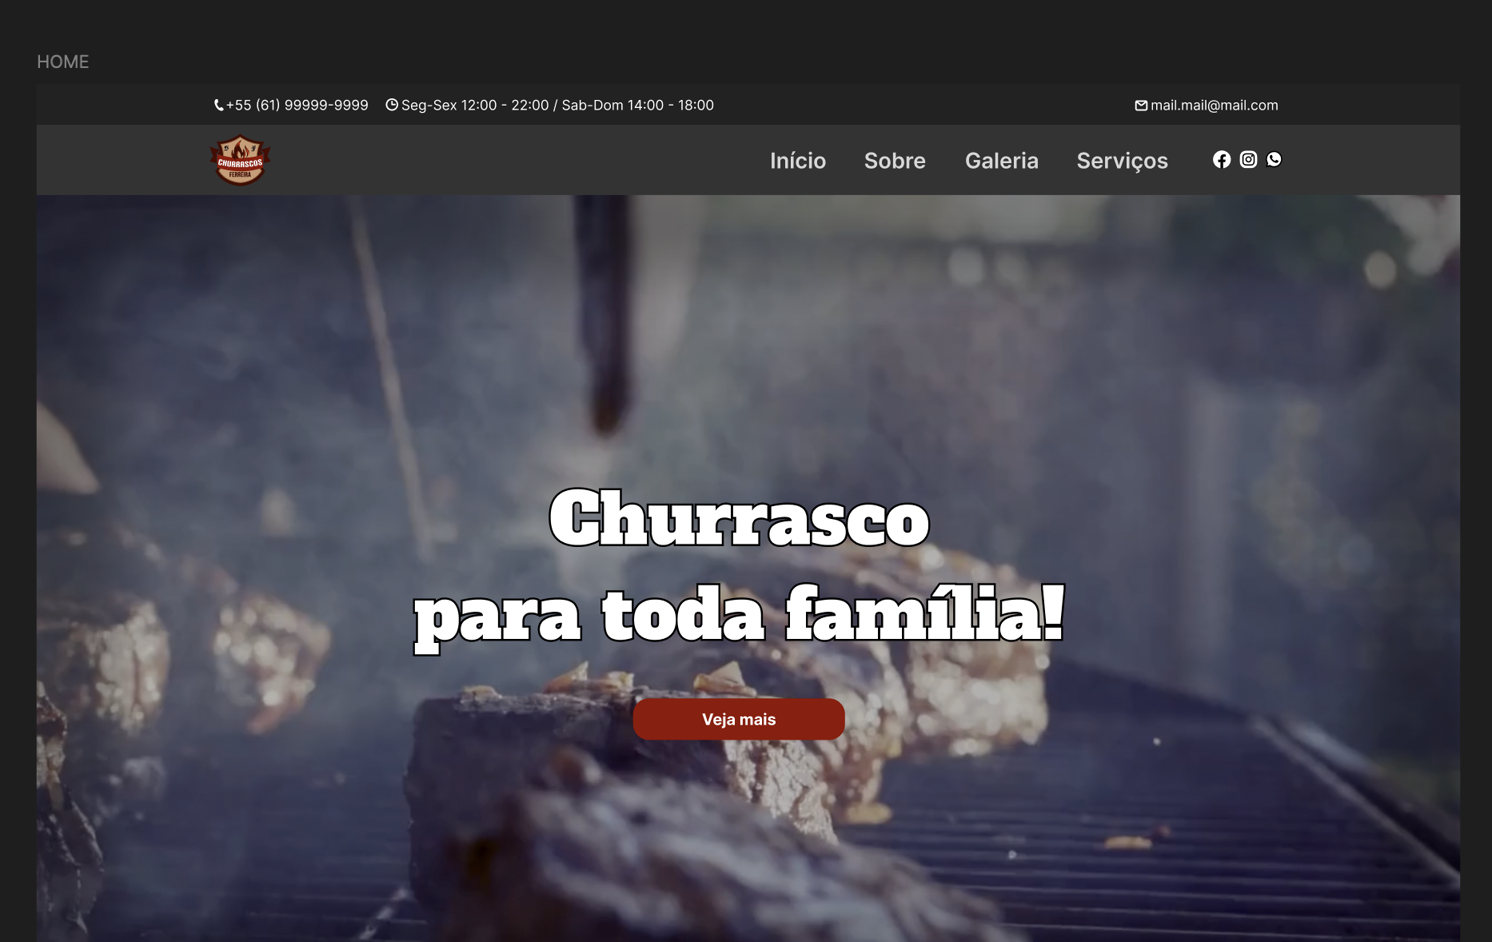 HOME
+55 (61) 99999-9999 Seg-Sex 12:00 - 22:00 / Sab-Dom 14:00 - 18:00 mail.mail@mail.com
CHURRASCOS
FERREIRA
Início Sobre Galeria Serviços
Churrasco
para toda família!
Veja mais